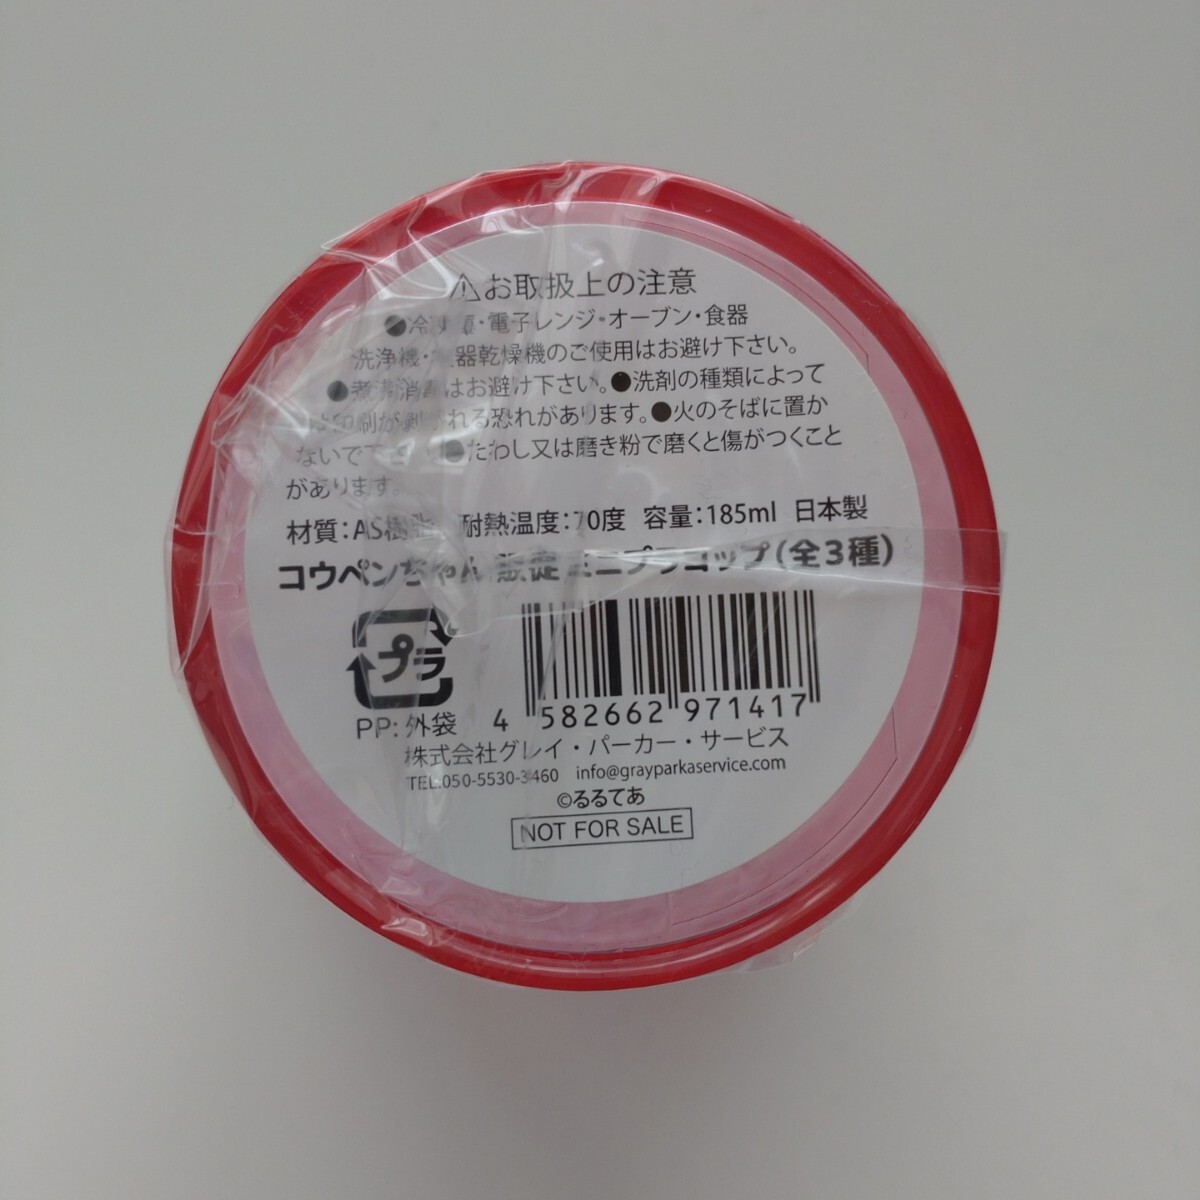 ⚠お取扱上の注意
●冷凍庫・電子レンジ・オーブン・食器
洗浄機・食器乾燥機のご使用はお避け下さい。
●煮沸消毒はお避け下さい。●洗剤の種類によって
は印刷が剥がれる恐れがあります。●火のそばに置か
ないで下さい●たわし又は磨き粉で磨くと傷がつくこと
があります。
材質:AS樹脂 耐熱温度:70度 容量:185ml 日本製
コウペンちゃん 販促ミニプラコップ(全3種)
プラ
PP: 外袋
4 582662 971417
株式会社グレイ・パーカー・サービス
TEL:050-5530-3460 info@grayparkaservice.com
©るるてあ
NOT FOR SALE